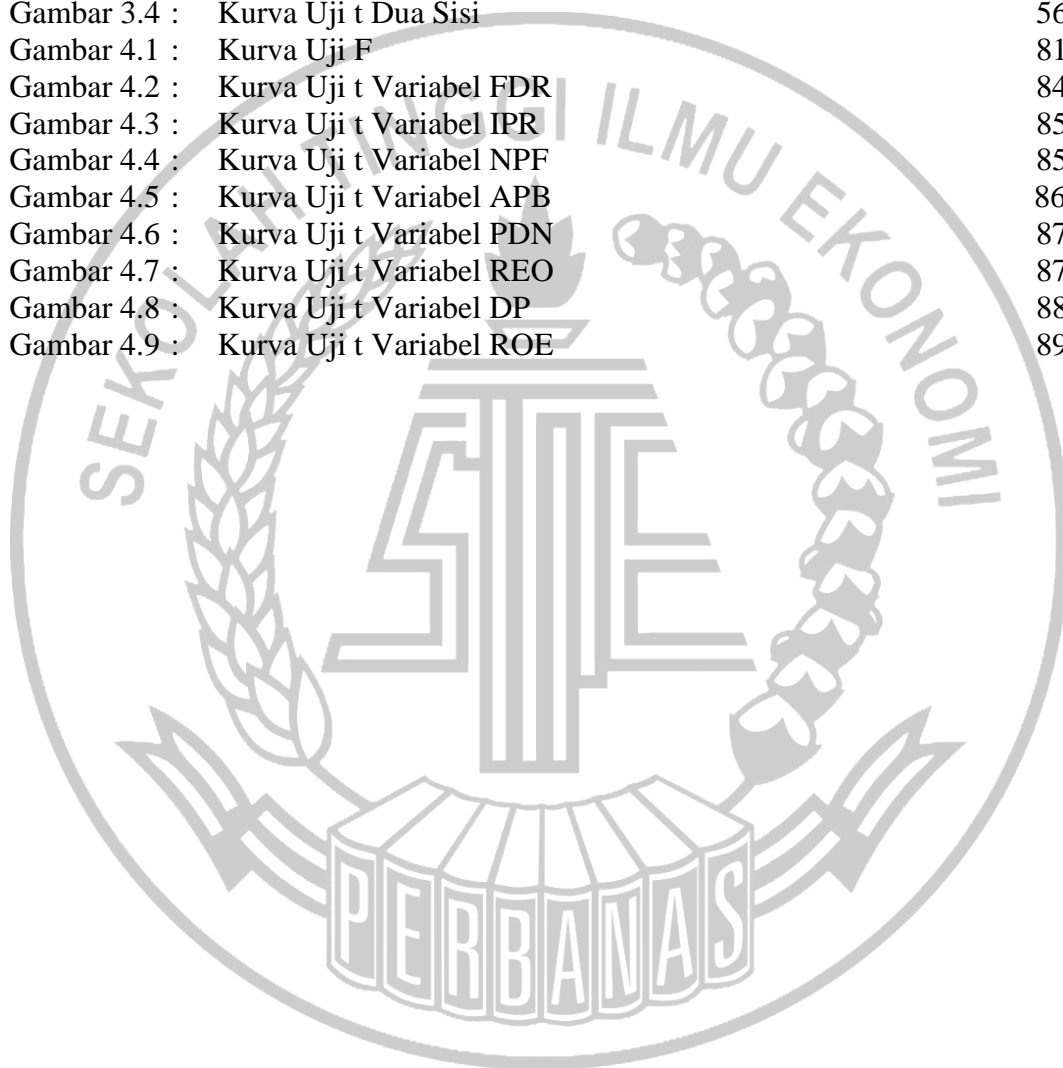 Gambar 3.4 : Kurva Uji t Dua Sisi 56
Gambar 4.1 : Kurva Uji F 81
Gambar 4.2 : Kurva Uji t Variabel FDR 84
Gambar 4.3 : Kurva Uji t Variabel IPR 85
Gambar 4.4 : Kurva Uji t Variabel NPF 85
Gambar 4.5 : Kurva Uji t Variabel APB 86
Gambar 4.6 : Kurva Uji t Variabel PDN 87
Gambar 4.7 : Kurva Uji t Variabel REO 87
Gambar 4.8 : Kurva Uji t Variabel DP 88
Gambar 4.9 : Kurva Uji t Variabel ROE 89
SEKOLAH TINGGI ILMU EKONOMI
STIE
PERBANAS